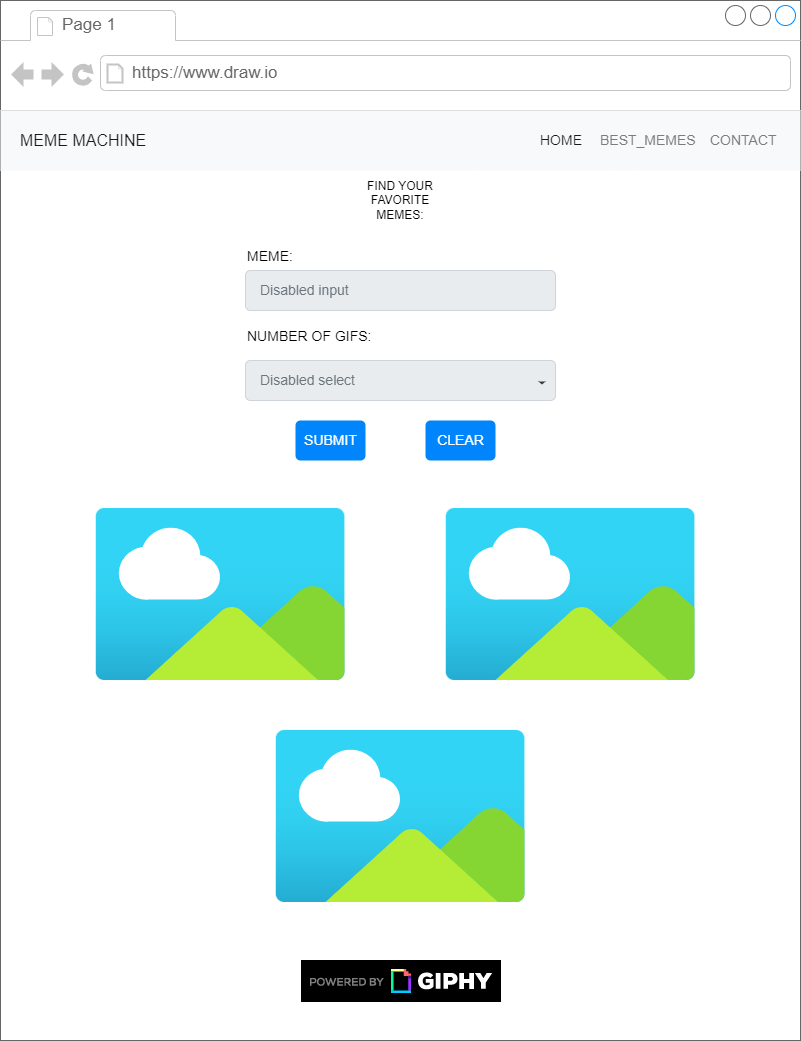 Page 1
https://www.draw.io
MEME MACHINE
HOME BEST_MEMES CONTACT
FIND YOUR
FAVORITE
MEMES:
MEME:
Disabled input
NUMBER OF GIFS:
Disabled select
SUBMIT CLEAR
POWERED BY GIPHY